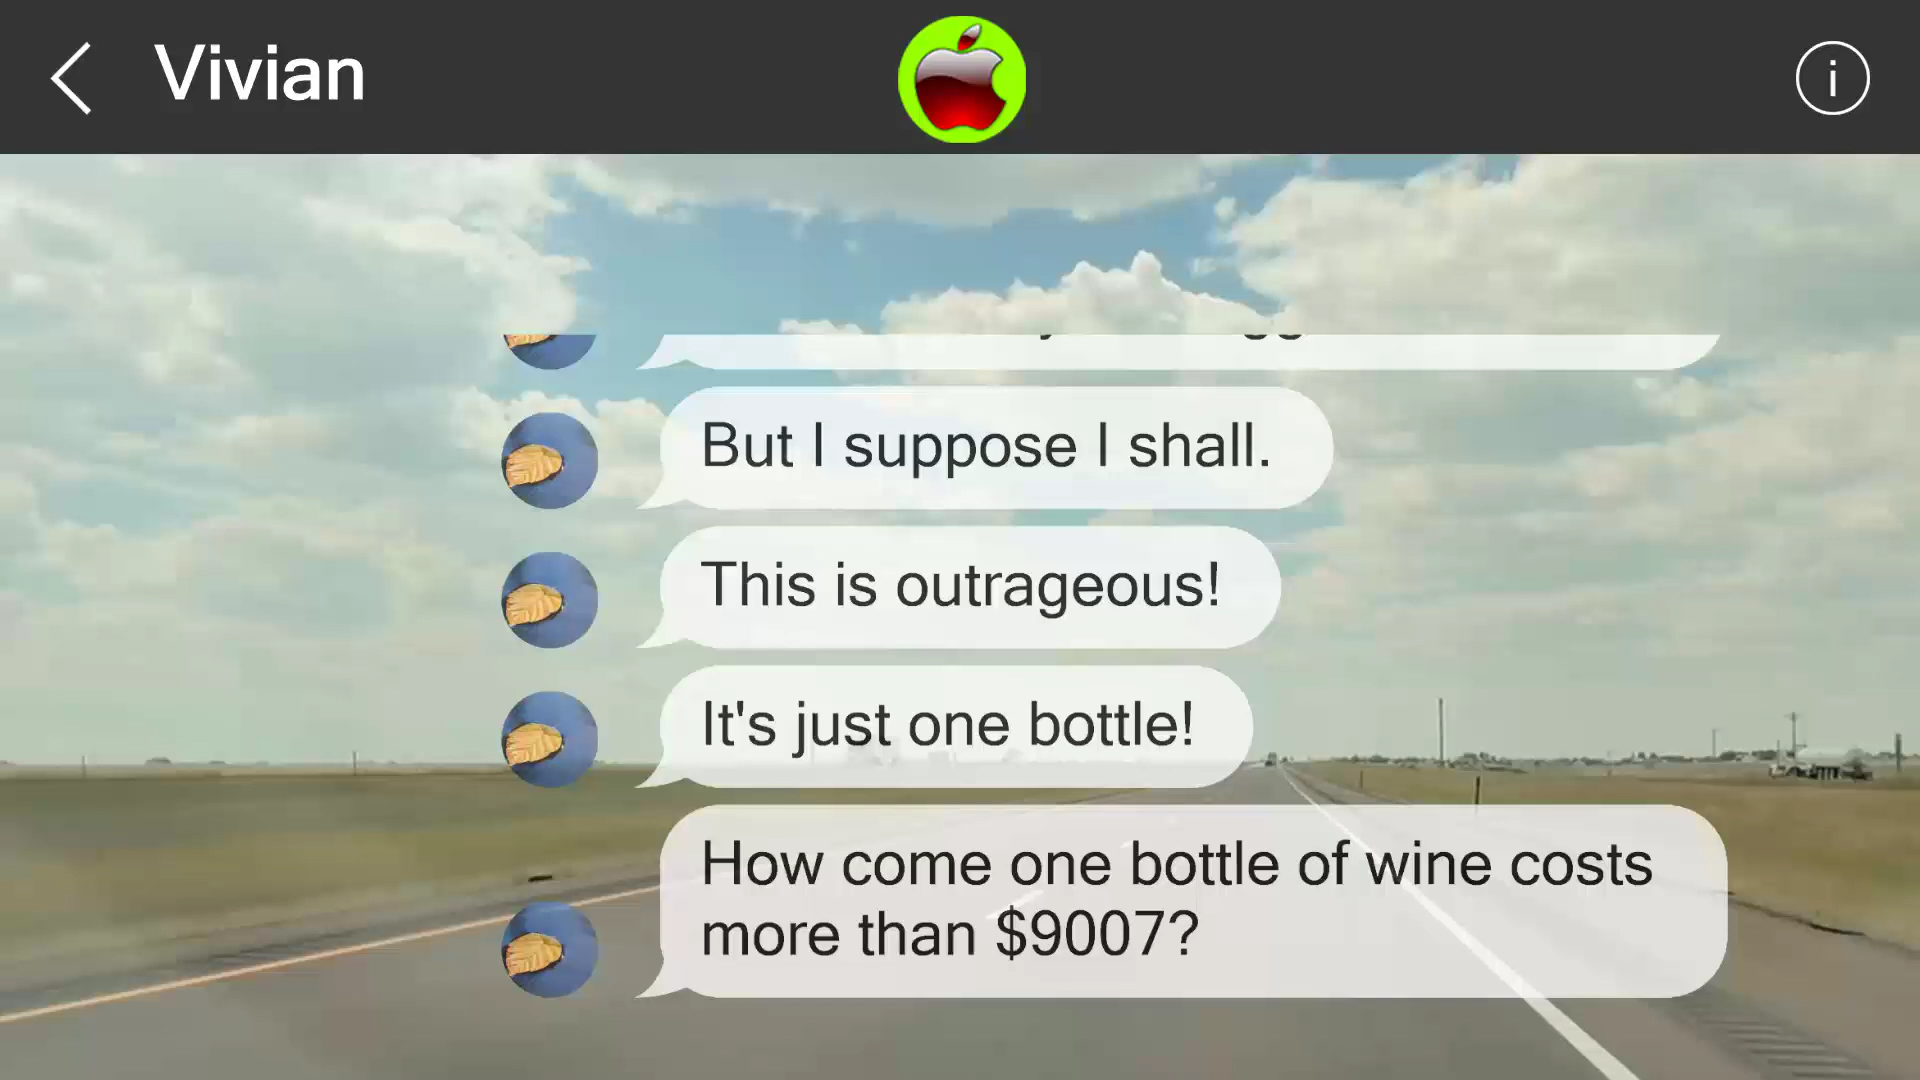 Vivian
But I suppose I shall.
This is outrageous!
It's just one bottle!
How come one bottle of wine costs
more than $9007?